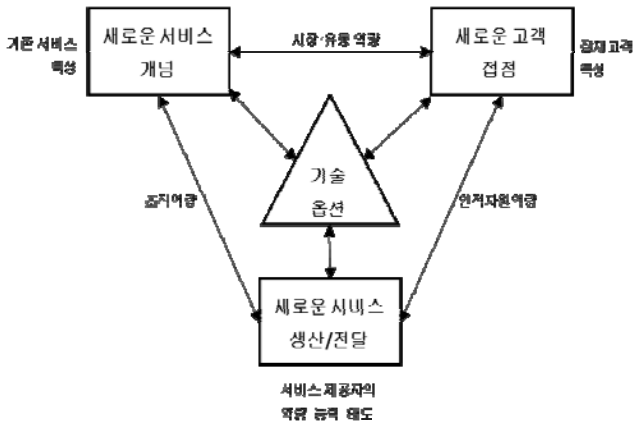 기존 서비스
특성
새로운 서비스
개념
시장·유통 역량
새로운 고객
접점
잠재 고객
특성
기술
옵션
조직역량
인적자원역량
새로운 서비스
생산/전달
서비스 제공자의
역량 능력 태도